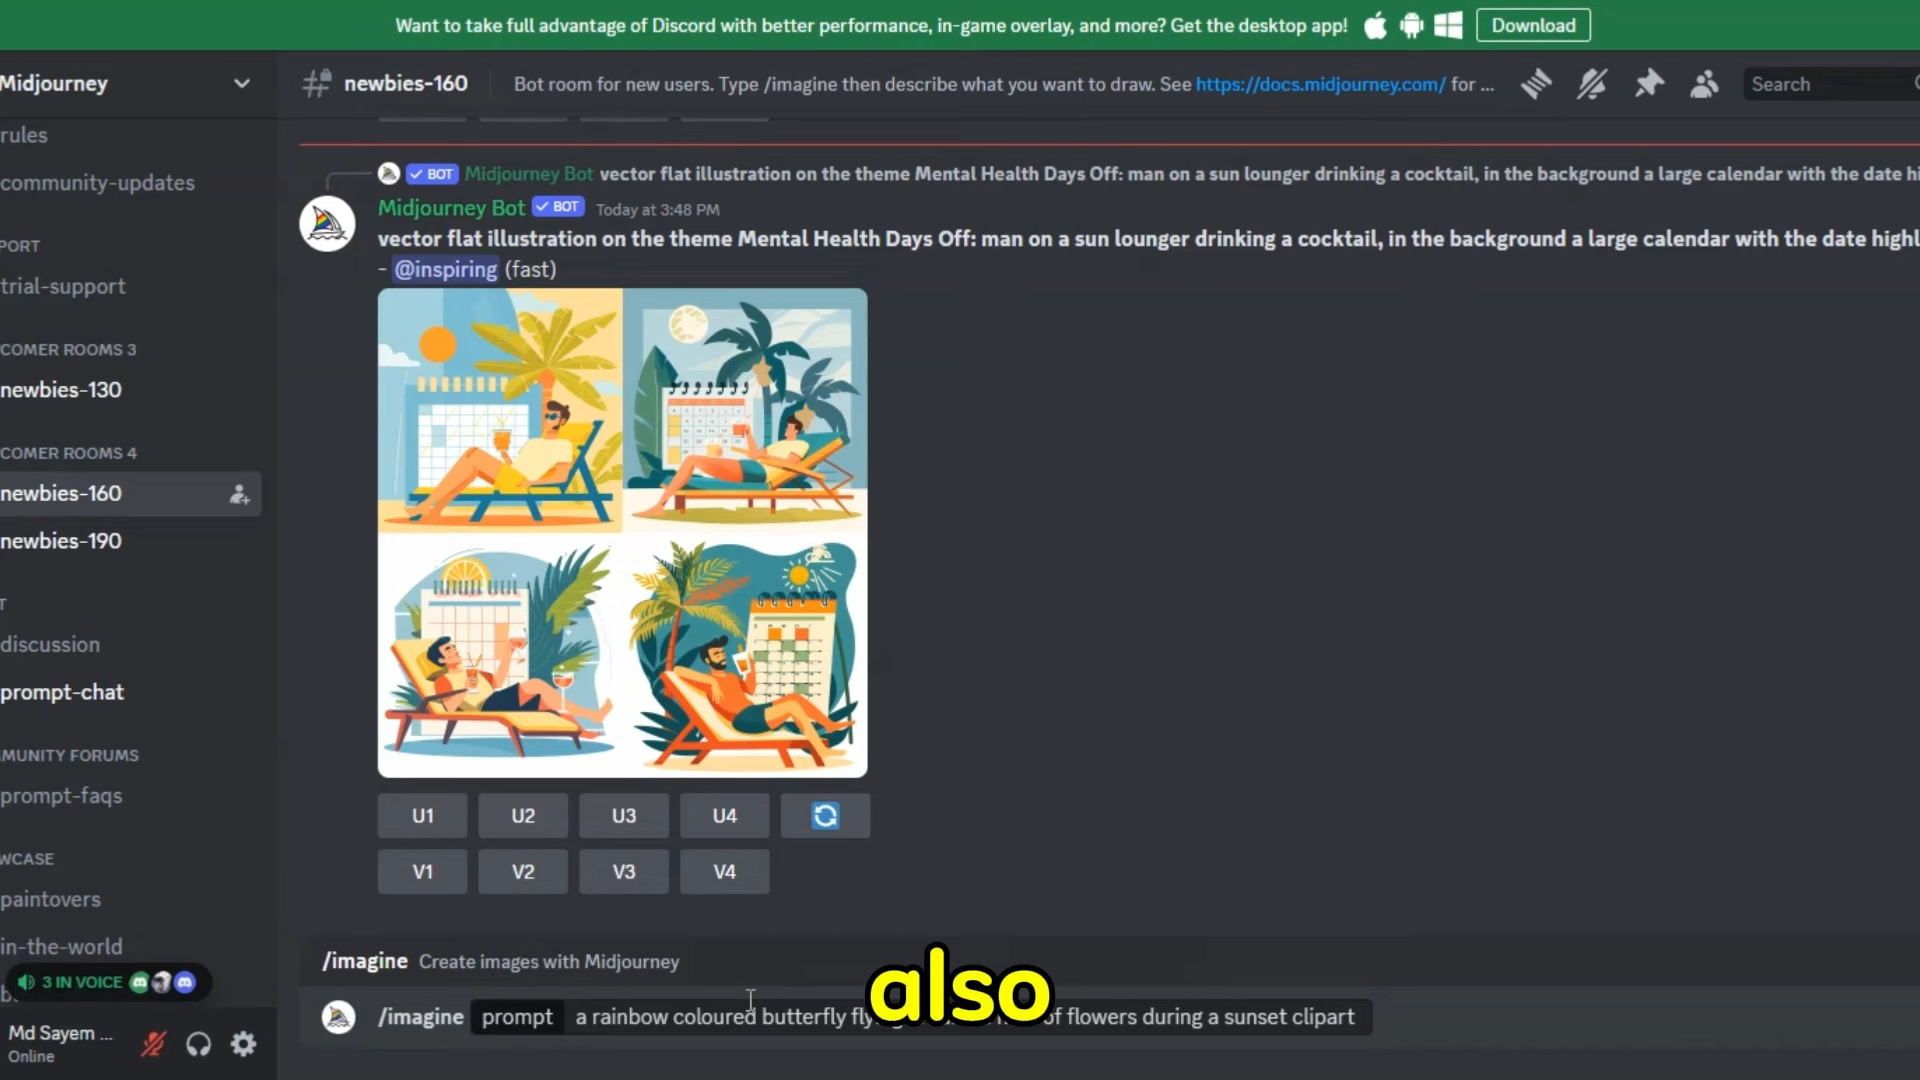 Want to take full advantage of Discord with better performance, in-game overlay, and more? Get the desktop app!
Download
Midjourney
newbies-160
Bot room for new users. Type /imagine then describe what you want to draw. See https://docs.midjourney.com/ for ...
Search
rules
community-updates
PORT
trial-support
COMER ROOMS 3
newbies-130
COMER ROOMS 4
newbies-160
newbies-190
T
discussion
prompt-chat
MUNITY FORUMS
prompt-faqs
WCASE
paintovers
in-the-world
3 IN VOICE
Md Sayem ...
Online
BOT Midjourney Bot vector flat illustration on the theme Mental Health Days Off: man on a sun lounger drinking a cocktail, in the background a large calendar with the date hi
Midjourney Bot BOT Today at 3:48 PM
vector flat illustration on the theme Mental Health Days Off: man on a sun lounger drinking a cocktail, in the background a large calendar with the date highl
- @inspiring (fast)
U1 U2 U3 U4
V1 V2 V3 V4
/imagine Create images with Midjourney
also
/imagine prompt a rainbow coloured butterfly of flowers during a sunset clipart